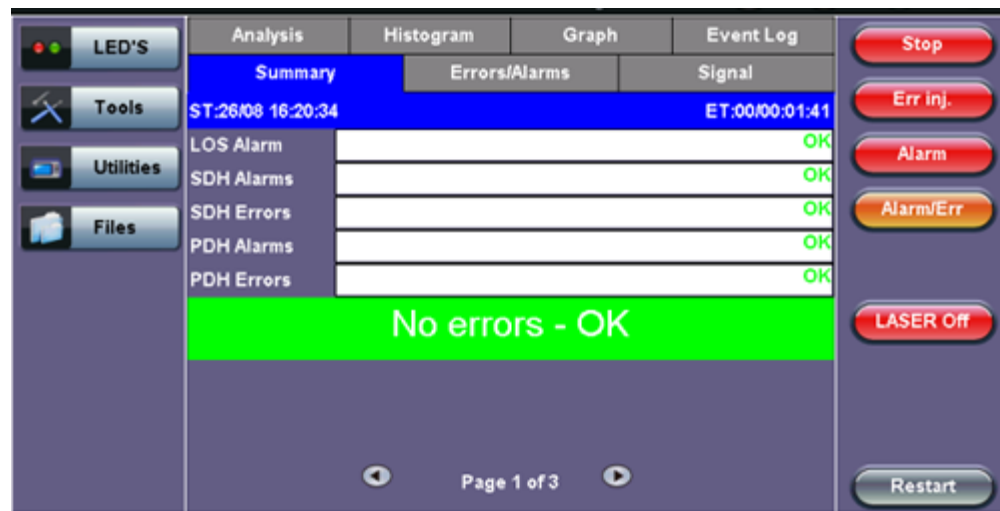 LED'S
Tools
Utilities
Files
Analysis Histogram Graph Event Log
Summary Errors/Alarms Signal
ST:26/08 16:20:34 ET:00/00:01:41
LOS Alarm OK
SDH Alarms OK
SDH Errors OK
PDH Alarms OK
PDH Errors OK
No errors - OK
Page 1 of 3
Stop
Err inj.
Alarm
Alarm/Err
LASER Off
Restart